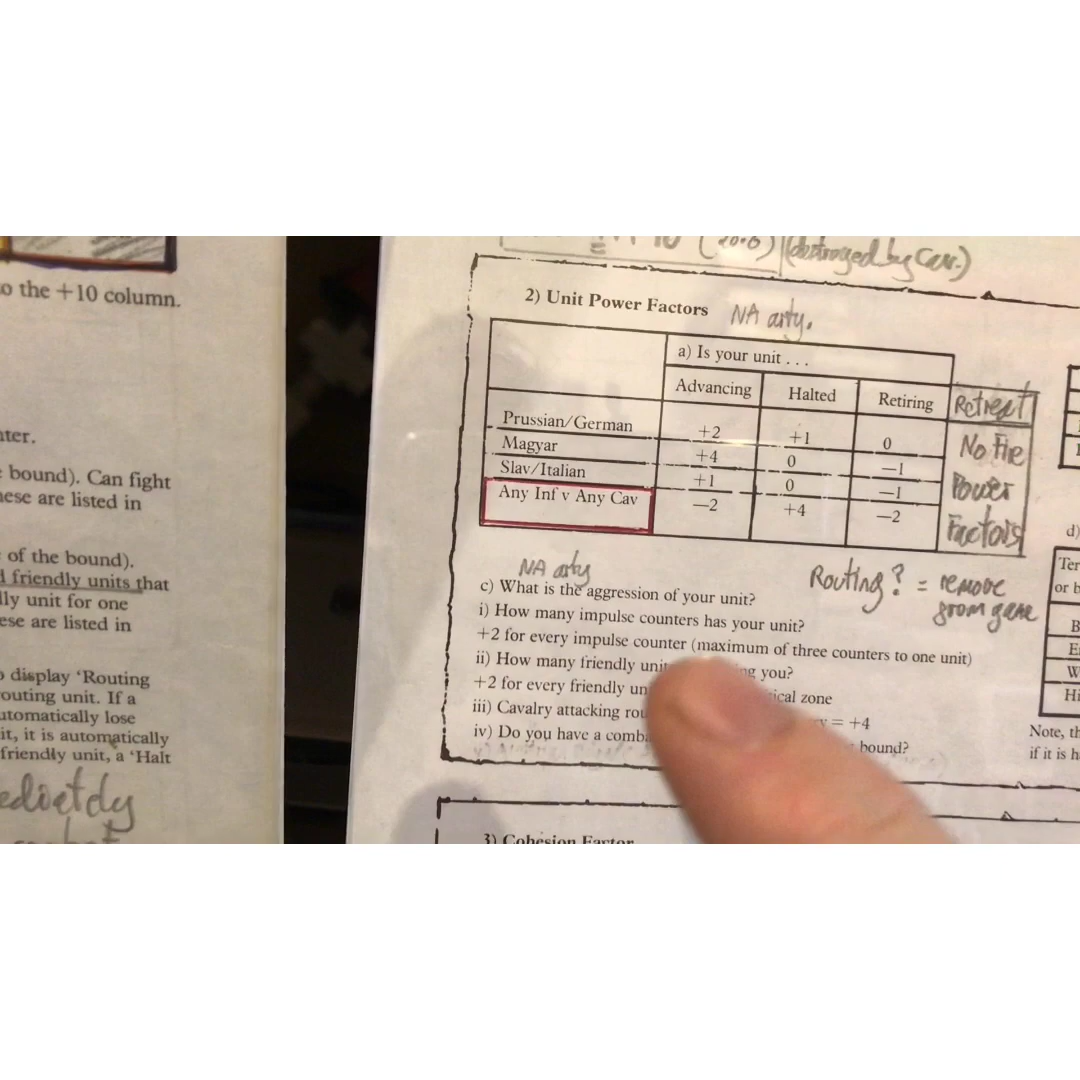 o the +10 column.
nter.
bound). Can fight
hese are listed in
of the bound).
friendly units that
lly unit for one
ese are listed in
o display 'Routing
outing unit. If a
utomatically lose
it, it is automatically
friendly unit, a 'Halt
(destroyed by Cav.)
2) Unit Power Factors NA arty.
a) Is your unit . . .
Advancing Halted Retiring Retreat
Prussian/German +2 +1 0 No Fire
Magyar +4 0 −1
Slav/Italian +1 0 −1 Power
Any Inf v Any Cav −2 +4 −2 Factors
NA arty
Routing? = remove from game
c) What is the aggression of your unit?
i) How many impulse counters has your unit?
+2 for every impulse counter (maximum of three counters to one unit)
ii) How many friendly you?
+2 for every friendly zone
iii) Cavalry attacking = +4
iv) Do you have a bound?
3) Cohesion Factor
d)
Ter
or b
B
E
W
Hi
Note, th
if it is h